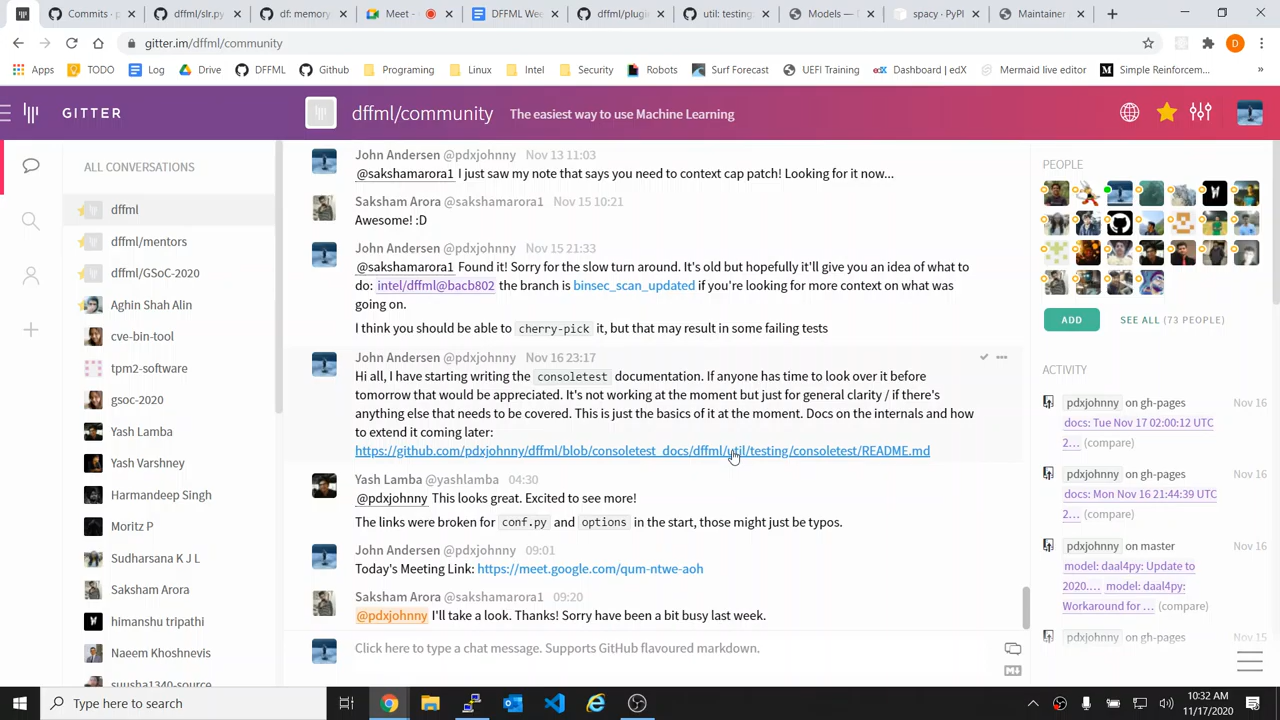 Commits · p
dffml/slr.py
df: memory
Meet -
DFFML Wee
dffml/plugin
util: testing:
Models — D
spacy · PyPI
Maintainer
gitter.im/dffml/community
D
Apps
TODO
Log
Drive
DFFML
Github
Programing
Linux
Intel
Security
Robots
Surf Forecast
UEFI Training
Dashboard | edX
Mermaid live editor
Simple Reinforcem...
GITTER
dffml/community
The easiest way to use Machine Learning
ALL CONVERSATIONS
dffml
dffml/mentors
dffml/GSoC-2020
Aghin Shah Alin
cve-bin-tool
tpm2-software
gsoc-2020
Yash Lamba
Yash Varshney
Harmandeep Singh
Moritz P
Sudharsana K J L
Saksham Arora
himanshu tripathi
Naeem Khoshnevis
suusha1340-source
John Andersen @pdxjohnny Nov 13 11:03
@sakshamarora1 I just saw my note that says you need to context cap patch! Looking for it now...
Saksham Arora @sakshamarora1 Nov 15 10:21
Awesome! :D
John Andersen @pdxjohnny Nov 15 21:33
@sakshamarora1 Found it! Sorry for the slow turn around. It's old but hopefully it'll give you an idea of what to
do: intel/dffml@bacb802 the branch is binsec_scan_updated if you're looking for more context on what was
going on.
I think you should be able to cherry-pick it, but that may result in some failing tests
John Andersen @pdxjohnny Nov 16 23:17
Hi all, I have starting writing the consoletest documentation. If anyone has time to look over it before
tomorrow that would be appreciated. It's not working at the moment but just for general clarity / if there's
anything else that needs to be covered. This is just the basics of it at the moment. Docs on the internals and how
to extend it coming later:
https://github.com/pdxjohnny/dffml/blob/consoletest_docs/dffml/util/testing/consoletest/README.md
Yash Lamba @yashlamba 04:30
@pdxjohnny This looks great. Excited to see more!
The links were broken for conf.py and options in the start, those might just be typos.
John Andersen @pdxjohnny 09:01
Today's Meeting Link: https://meet.google.com/qum-ntwe-aoh
Saksham Arora @sakshamarora1 09:20
@pdxjohnny I'll take a look. Thanks! Sorry have been a bit busy last week.
Click here to type a chat message. Supports GitHub flavoured markdown.
PEOPLE
ADD
SEE ALL (73 PEOPLE)
ACTIVITY
pdxjohnny on gh-pages Nov 16
docs: Tue Nov 17 02:00:12 UTC
2... (compare)
pdxjohnny on gh-pages Nov 16
docs: Mon Nov 16 21:44:39 UTC
2... (compare)
pdxjohnny on master Nov 16
model: daal4py: Update to
2020.... model: daal4py:
Workaround for ... (compare)
pdxjohnny on gh-pages Nov 15
Type here to search
10:32 AM
11/17/2020